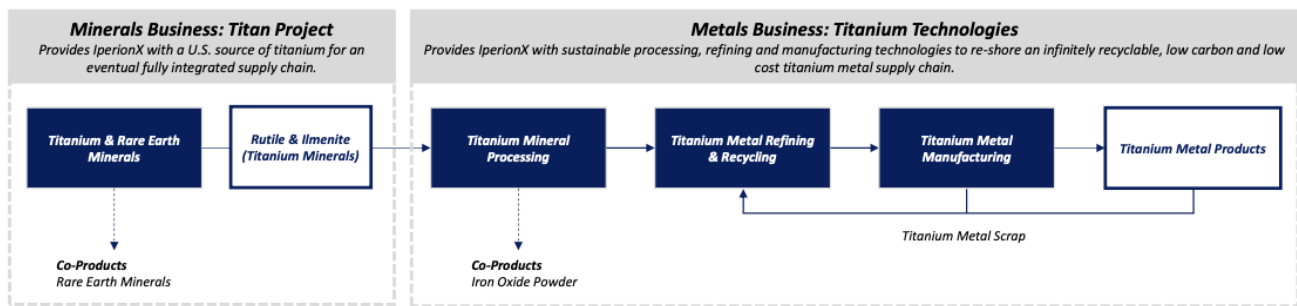 Minerals Business: Titan Project
Provides IperionX with a U.S. source of titanium for an
eventual fully integrated supply chain.
Metals Business: Titanium Technologies
Provides IperionX with sustainable processing, refining and manufacturing technologies to re-shore an infinitely recyclable, low carbon and low
cost titanium metal supply chain.
Titanium & Rare Earth
Minerals
Rutile & Ilmenite
(Titanium Minerals)
Titanium Mineral
Processing
Titanium Metal Refining
& Recycling
Titanium Metal
Manufacturing
Titanium Metal Products
Titanium Metal Scrap
Co-Products
Rare Earth Minerals
Co-Products
Iron Oxide Powder